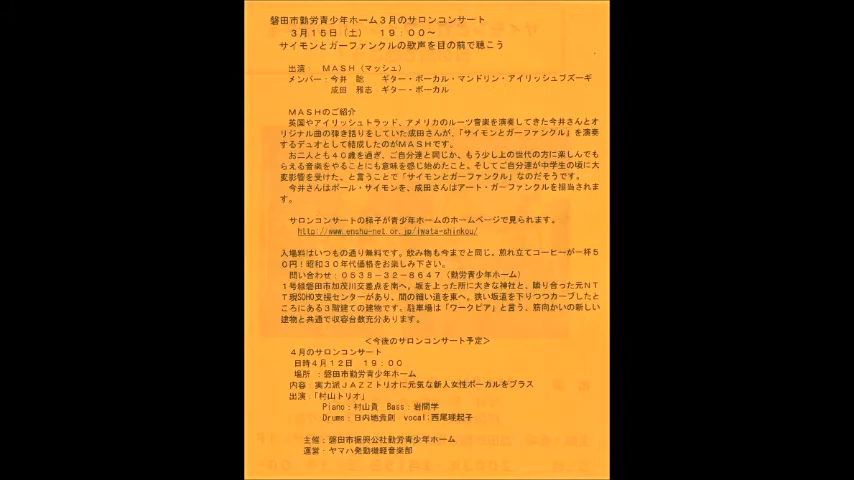 磐田市勤労青少年ホーム3月のサロンコンサート
3月15日（土）　19：00～
サイモンとガーファンクルの歌声を目の前で聴こう
出演：　MASH（マッシュ）
メンバー：今井　聡　ギター・ボーカル・マンドリン・アイリッシュブズーギ
成田　雅志　ギター・ボーカル
MASHのご紹介
英国やアイリッシュトラッド、アメリカのルーツ音楽を演奏してきた今井さんとオ
リジナル曲の弾き語りをしていた成田さんが、「サイモンとガーファンクル」を演奏
するデュオとして結成したのがMASHです。
お二人とも40歳を過ぎ、ご自分達と同じか、もう少し上の世代の方に楽しんでも
らえる音楽をやることにも意味を感じ始めたこと。そしてご自分達が中学生の頃に大
変影響を受けた、と言うことで「サイモンとガーファンクル」なのだそうです。
今井さんはポール・サイモンを、成田さんはアート・ガーファンクルを担当されま
す。
サロンコンサートの様子が青少年ホームのホームページで見られます。
http://www.enshu-net.or.jp/iwata-shinkou/
入場料はいつもの通り無料です。飲み物も今までと同じ、煎れ立てコーヒーが一杯5
0円！昭和30年代価格をお楽しみ下さい。
問い合わせ：0538－32－8647（勤労青少年ホーム）
1号線磐田市加茂川交差点を南へ。坂を上った所に大きな神社と、隣り合った元NT
T現SOHO支援センターがあり、間の細い道を東へ。狭い坂道を下りつつカーブしたと
ころにある3階建ての建物です。駐車場は「ワークピア」と言う、筋向かいの新しい
建物と共通で収容台数充分あります。
＜今後のサロンコンサート予定＞
4月のサロンコンサート
日時4月12日　19：00
場所　：磐田市勤労青少年ホーム
内容：実力派JAZZトリオに元気な新人女性ボーカルをプラス
出演：「村山トリオ」
Piano：村山貴　Bass：岩間学
Drums：日内地貴則　vocal：西尾理起子
主催：磐田市振興公社勤労青少年ホーム
運営：ヤマハ発動機軽音楽部